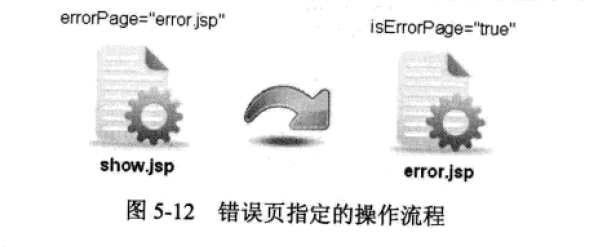 errorPage="error.jsp"
isErrorPage="true"
show.jsp
error.jsp
图 5-12 错误页指定的操作流程